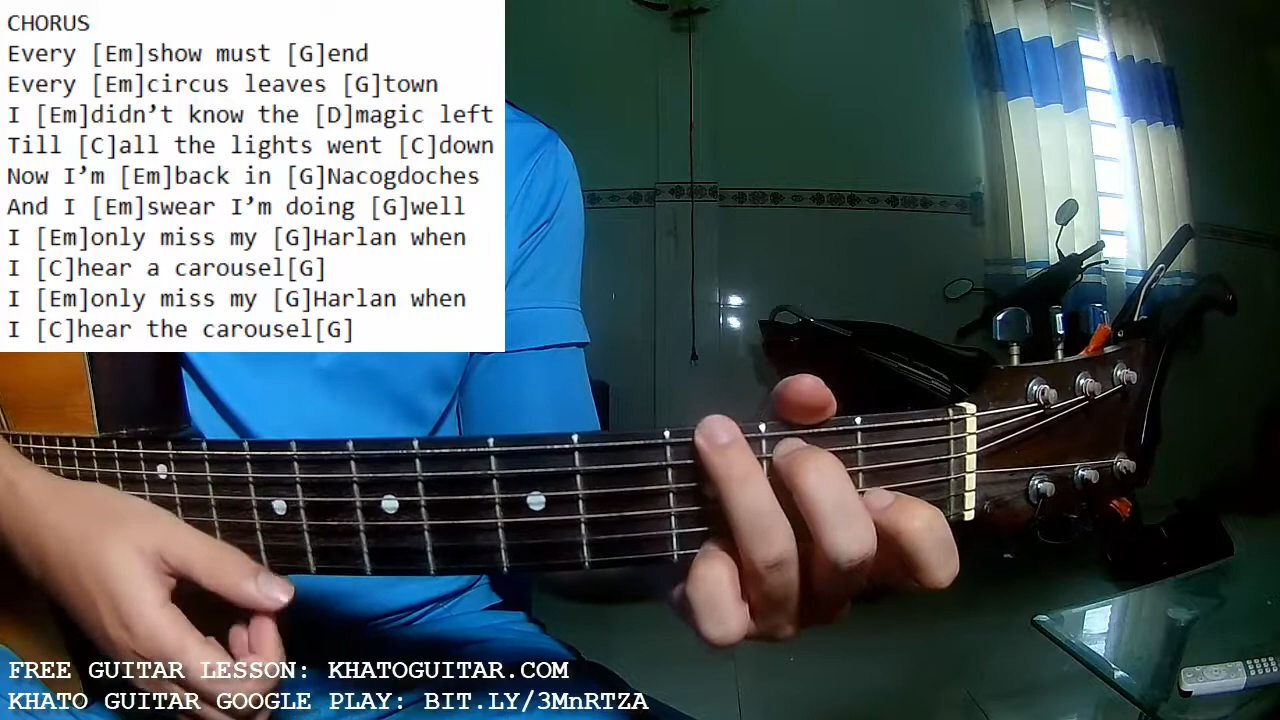 CHORUS
Every [Em]show must [G]end
Every [Em]circus leaves [G]town
I [Em]didn’t know the [D]magic left
Till [C]all the lights went [C]down
Now I’m [Em]back in [G]Nacogdoches
And I [Em]swear I’m doing [G]well
I [Em]only miss my [G]Harlan when
I [C]hear a carousel[G]
I [Em]only miss my [G]Harlan when
I [C]hear the carousel[G]
FREE GUITAR LESSON: KHATOGUITAR.COM
KHATO GUITAR GOOGLE PLAY: BIT.LY/3MnRTZA